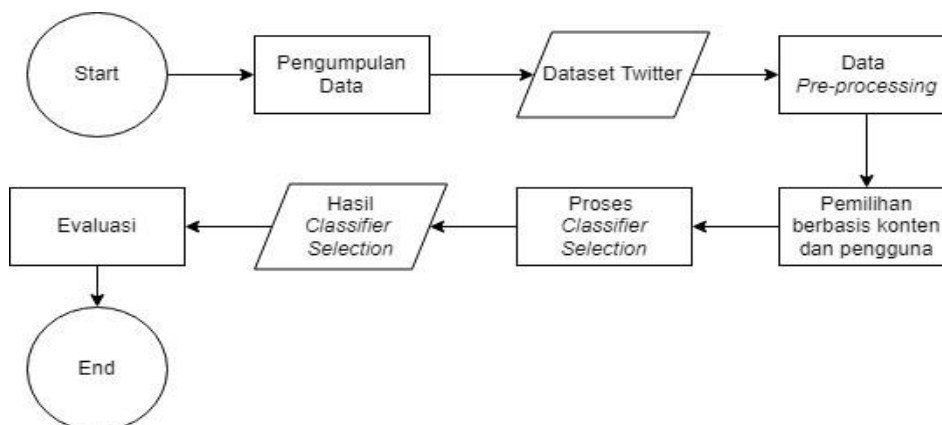 Start
Pengumpulan
Data
Dataset Twitter
Data
Pre-processing
Pemilihan
berbasis konten
dan pengguna
Proses
Classifier
Selection
Hasil
Classifier
Selection
Evaluasi
End